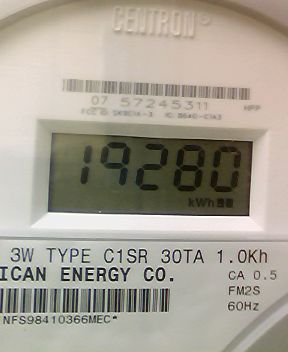 CENTRON®
07 57245311
19280
kWh
3W TYPE C1SR 30TA 1.0Kh
ICAN ENERGY CO.
CA 0.5
FM2S
60Hz
NFS98410366MEC*